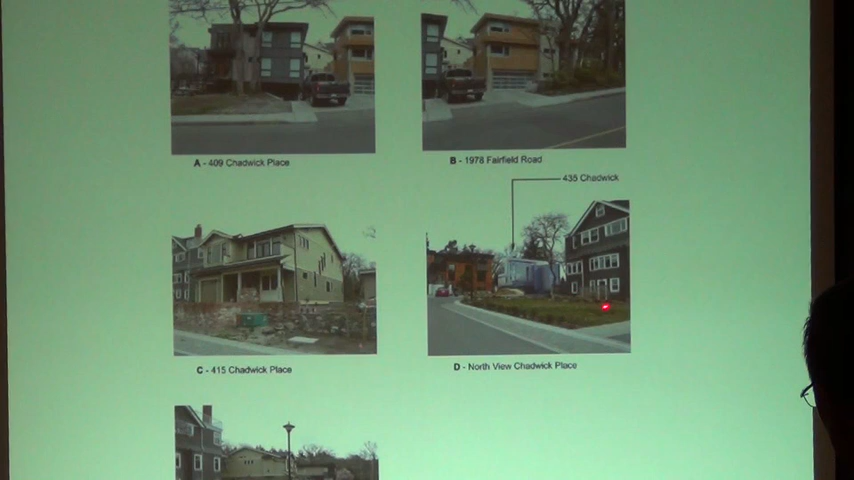 A - 409 Chadwick Place
B - 1978 Fairfield Road
435 Chadwick
C - 415 Chadwick Place
D - North View Chadwick Place